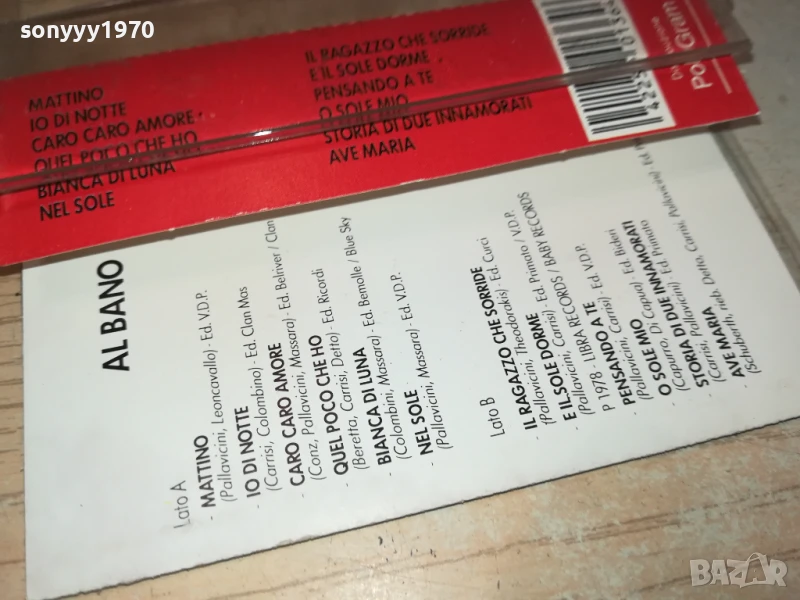 sonyyy1970
MATTINO
IO DI NOTTE
CARO CARO AMORE
QUEL POCO CHE HO
BIANCA DI LUNA
NEL SOLE
IL RAGAZZO CHE SORRIDE
E IL SOLE DORME
PENSANDO A TE
O SOLE MIO
STORIA DI DUE INNAMORATI
AVE MARIA
AL BANO
Lato A
- MATTINO
(Pallavicini, Leoncavallo) - Ed. V.D.P.
- IO DI NOTTE
(Carrisi, Colombino) - Ed. Clan Mas
- CARO CARO AMORE
(Conz, Pallavicini, Massara) - Ed. Belriver / Clan
- QUEL POCO CHE HO
(Beretta, Carrisi, Detto) - Ed. Ricordi
- BIANCA DI LUNA
(Colombini, Massara) - Ed. Bemolle / Blue Sky
- NEL SOLE
(Pallavicini, Massara) - Ed. V.D.P.
Lato B
- IL RAGAZZO CHE SORRIDE
(Pallavicini, Theodorakis) - Ed. Curci
- E IL SOLE DORME
(Pallavicini, Carrisi) - Ed. Primato / V.D.P.
P 1978 - LIBRA RECORDS / BABY RECORDS
- PENSANDO A TE
(Pallavicini, Carrisi) - Ed. V.D.P.
- O SOLE MIO
(Capurro, Di Capua) - Ed. Bideri
- STORIA DI DUE INNAMORATI
(Carrisi, Pallavicini) - Ed. Primato
- AVE MARIA
(Schuberth, rieb. Detto, Carrisi, Pallavicini) - Ed.
BAZAR